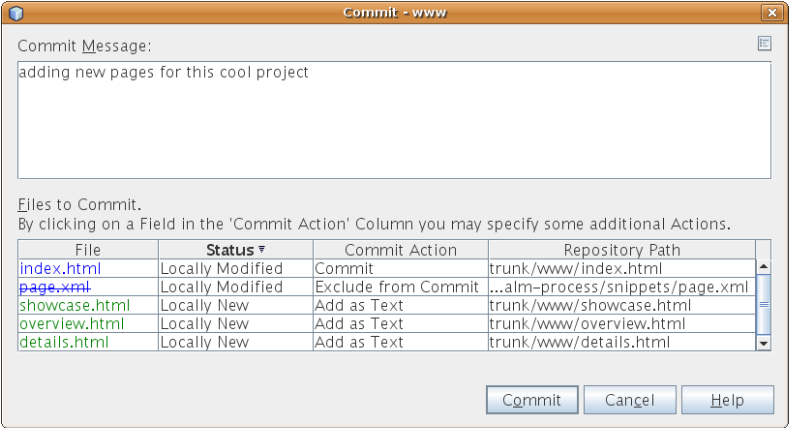 Commit - www
Commit Message:
adding new pages for this cool project
Files to Commit.
By clicking on a Field in the 'Commit Action' Column you may specify some additional Actions.
File Status Commit Action Repository Path
index.html Locally Modified Commit trunk/www/index.html
page.xml Locally Modified Exclude from Commit ...alm-process/snippets/page.xml
showcase.html Locally New Add as Text trunk/www/showcase.html
overview.html Locally New Add as Text trunk/www/overview.html
details.html Locally New Add as Text trunk/www/details.html
Commit Cancel Help